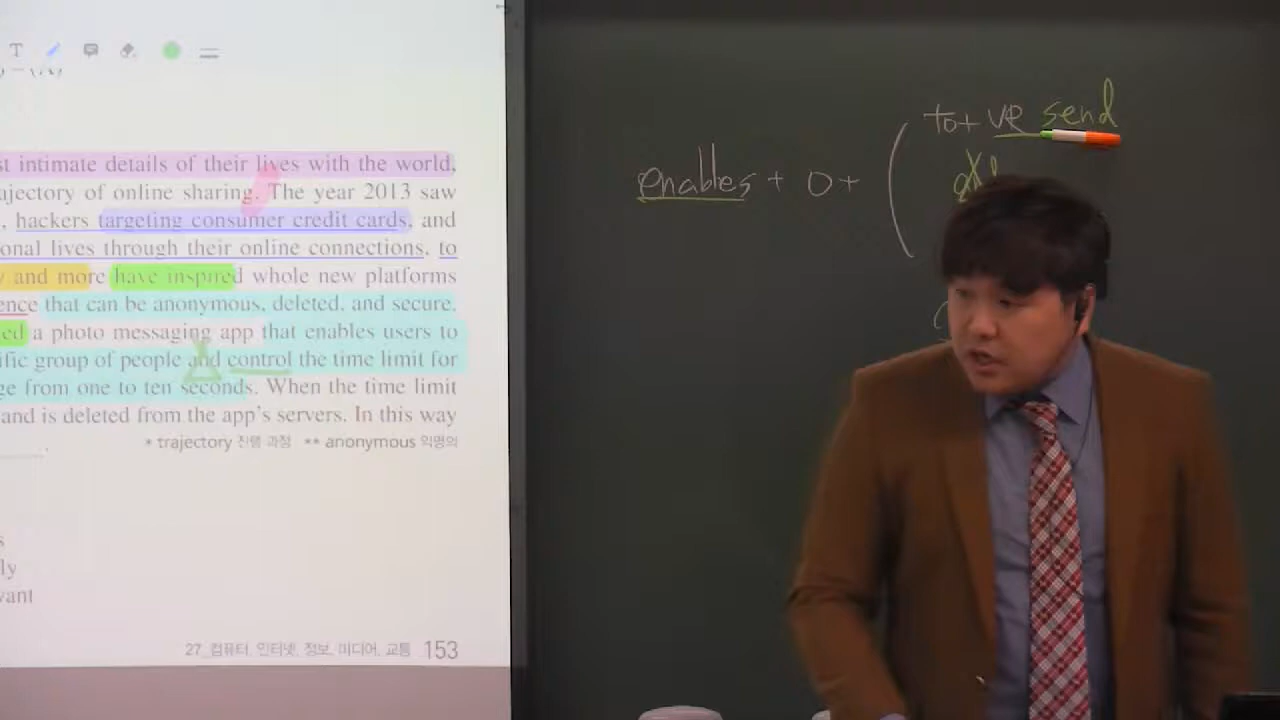 T
st intimate details of their lives with the world,
ajectory of online sharing. The year 2013 saw
, hackers targeting consumer credit cards, and
onal lives through their online connections, to
y and more have inspired whole new platforms
ence that can be anonymous, deleted, and secure.
ed a photo messaging app that enables users to
ific group of people and control the time limit for
ge from one to ten seconds. When the time limit
and is deleted from the app's servers. In this way
* trajectory 진행 과정 ** anonymous 익명의
s
ly
want
27_컴퓨터, 인터넷, 정보, 미디어, 교통 153
to+ VR send
enables + O + (